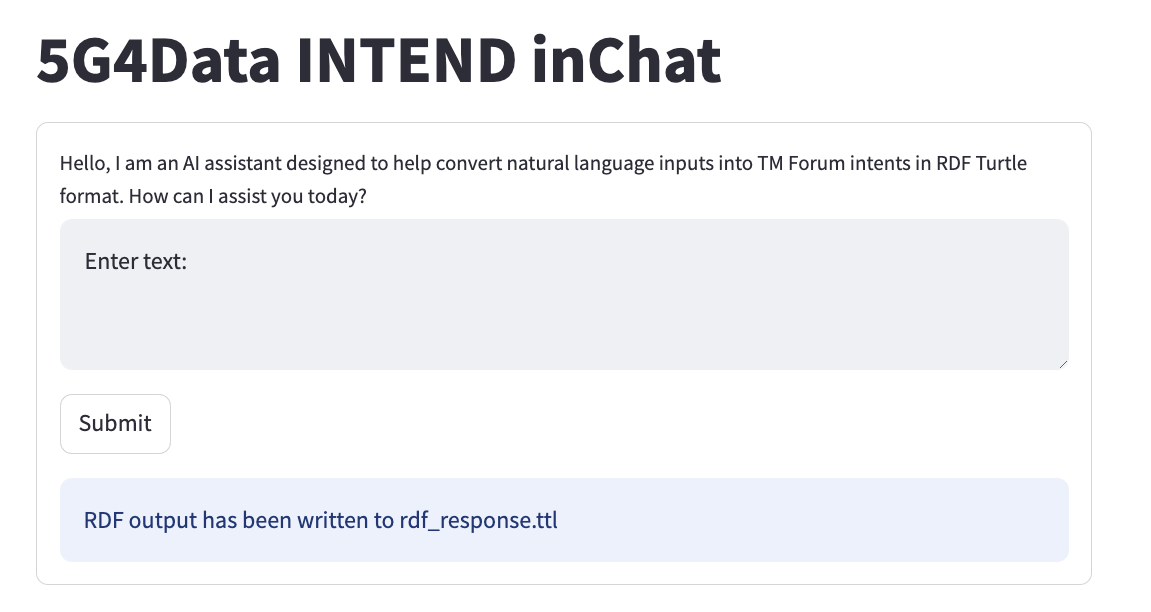 5G4Data INTEND inChat
Hello, I am an AI assistant designed to help convert natural language inputs into TM Forum intents in RDF Turtle
format. How can I assist you today?
Enter text:
Submit
RDF output has been written to rdf_response.ttl